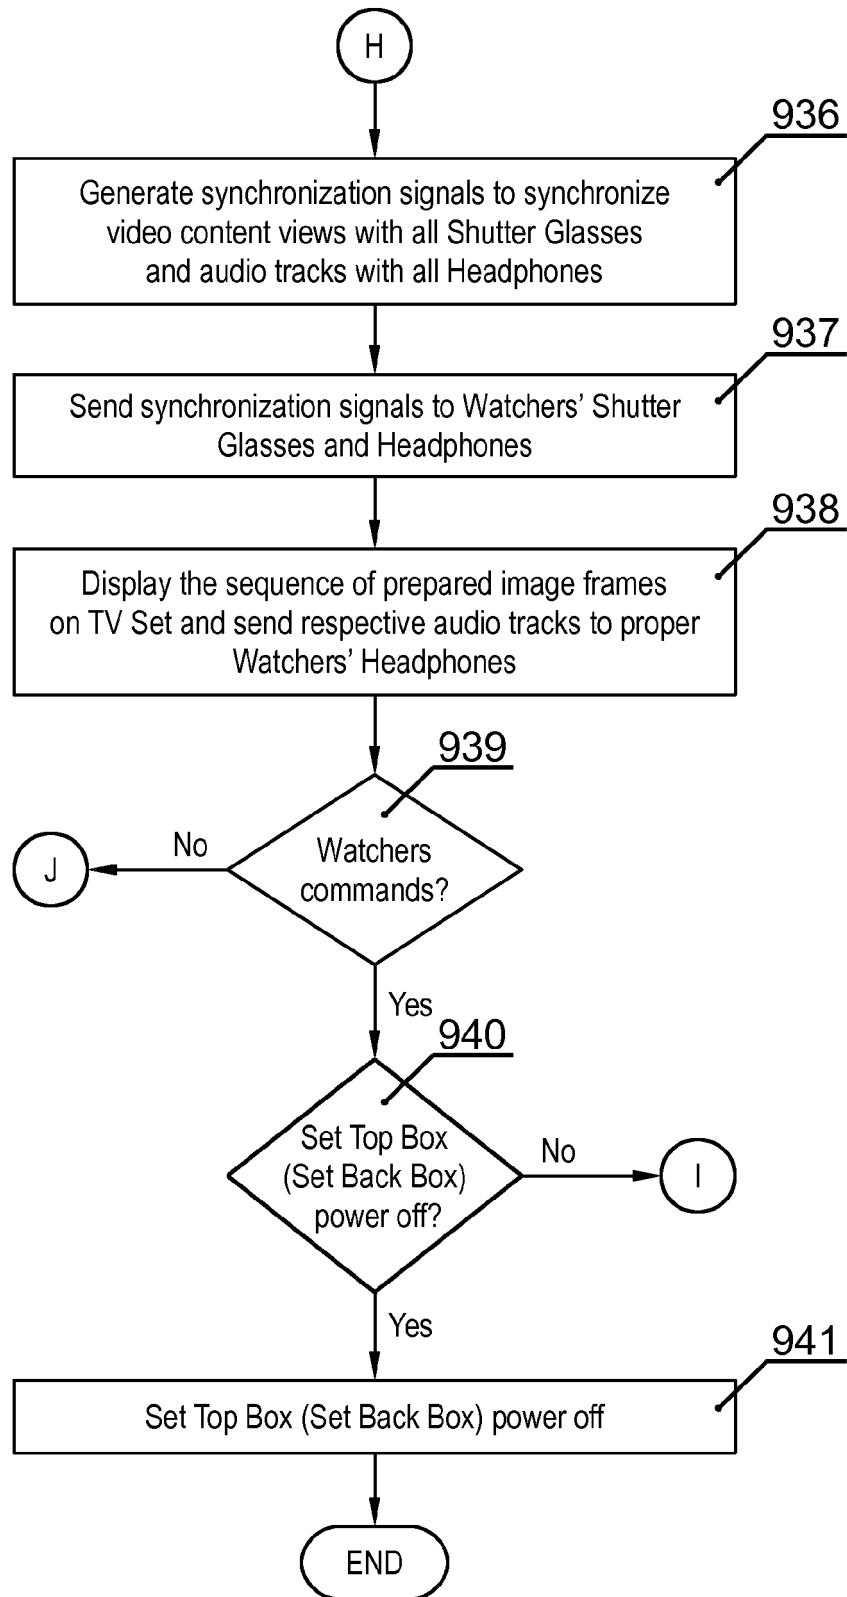 H
936
Generate synchronization signals to synchronize
video content views with all Shutter Glasses
and audio tracks with all Headphones
937
Send synchronization signals to Watchers’ Shutter
Glasses and Headphones
938
Display the sequence of prepared image frames
on TV Set and send respective audio tracks to proper
Watchers’ Headphones
939
No
J
Watchers
commands?
Yes
940
Set Top Box
(Set Back Box)
power off?
No
I
Yes
941
Set Top Box (Set Back Box) power off
END